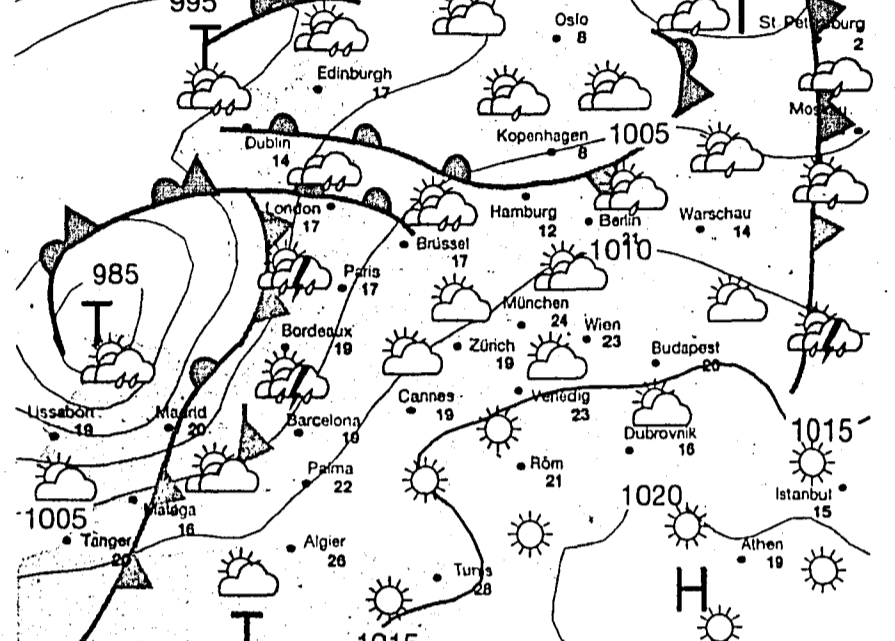 995
T
Oslo
8
St. Petersburg
2
Edinburgh
17
Moskau
Kopenhagen
8
1005
Dublin
14
London
17
Hamburg
12
Berlin
21
Warschau
14
Brüssel
17
1010
985
T
Paris
17
München
24
Wien
23
Bordeaux
19
Zürich
19
Budapest
20
Lissabon
19
Madrid
20
Barcelona
19
Cannes
19
Venedig
23
Dubrovnik
16
1015
Palma
22
Rom
21
1020
Istanbul
15
1005
Malaga
16
Tanger
20
Algier
26
Athen
19
Tunis
28
H
T
1015